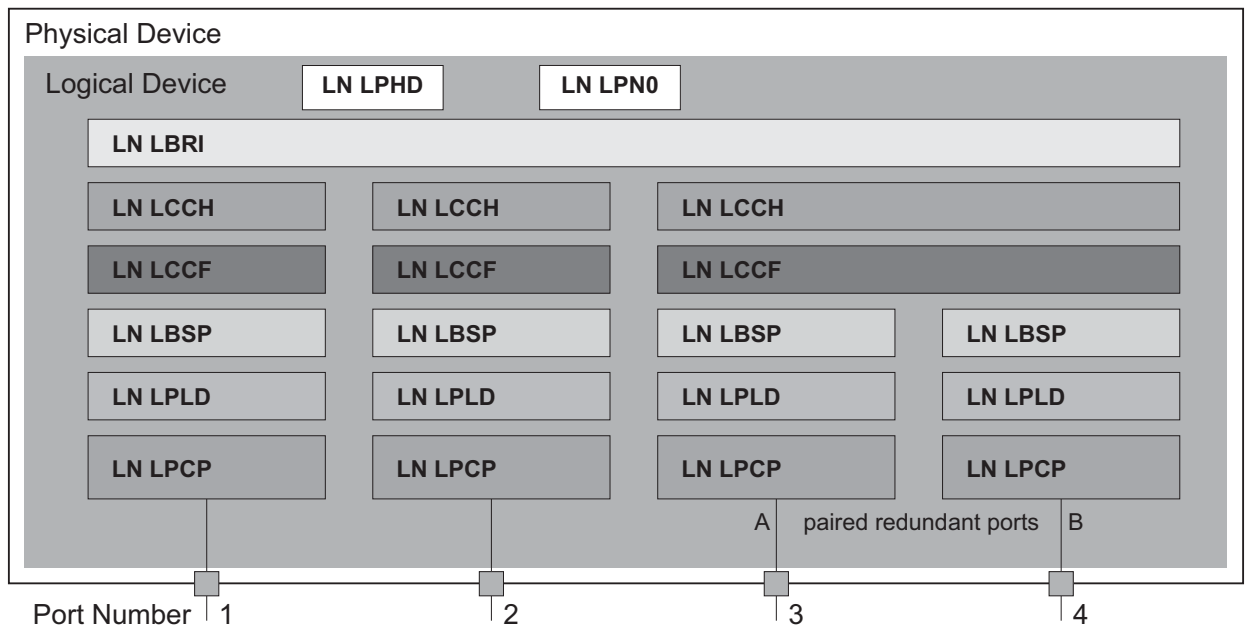 Physical Device
Logical Device LN LPHD LN LPN0
LN LBRI
LN LCCH LN LCCH LN LCCH
LN LCCF LN LCCF LN LCCF
LN LBSP LN LBSP LN LBSP LN LBSP
LN LPLD LN LPLD LN LPLD LN LPLD
LN LPCP LN LPCP LN LPCP LN LPCP
A paired redundant ports B
Port Number 1 2 3 4